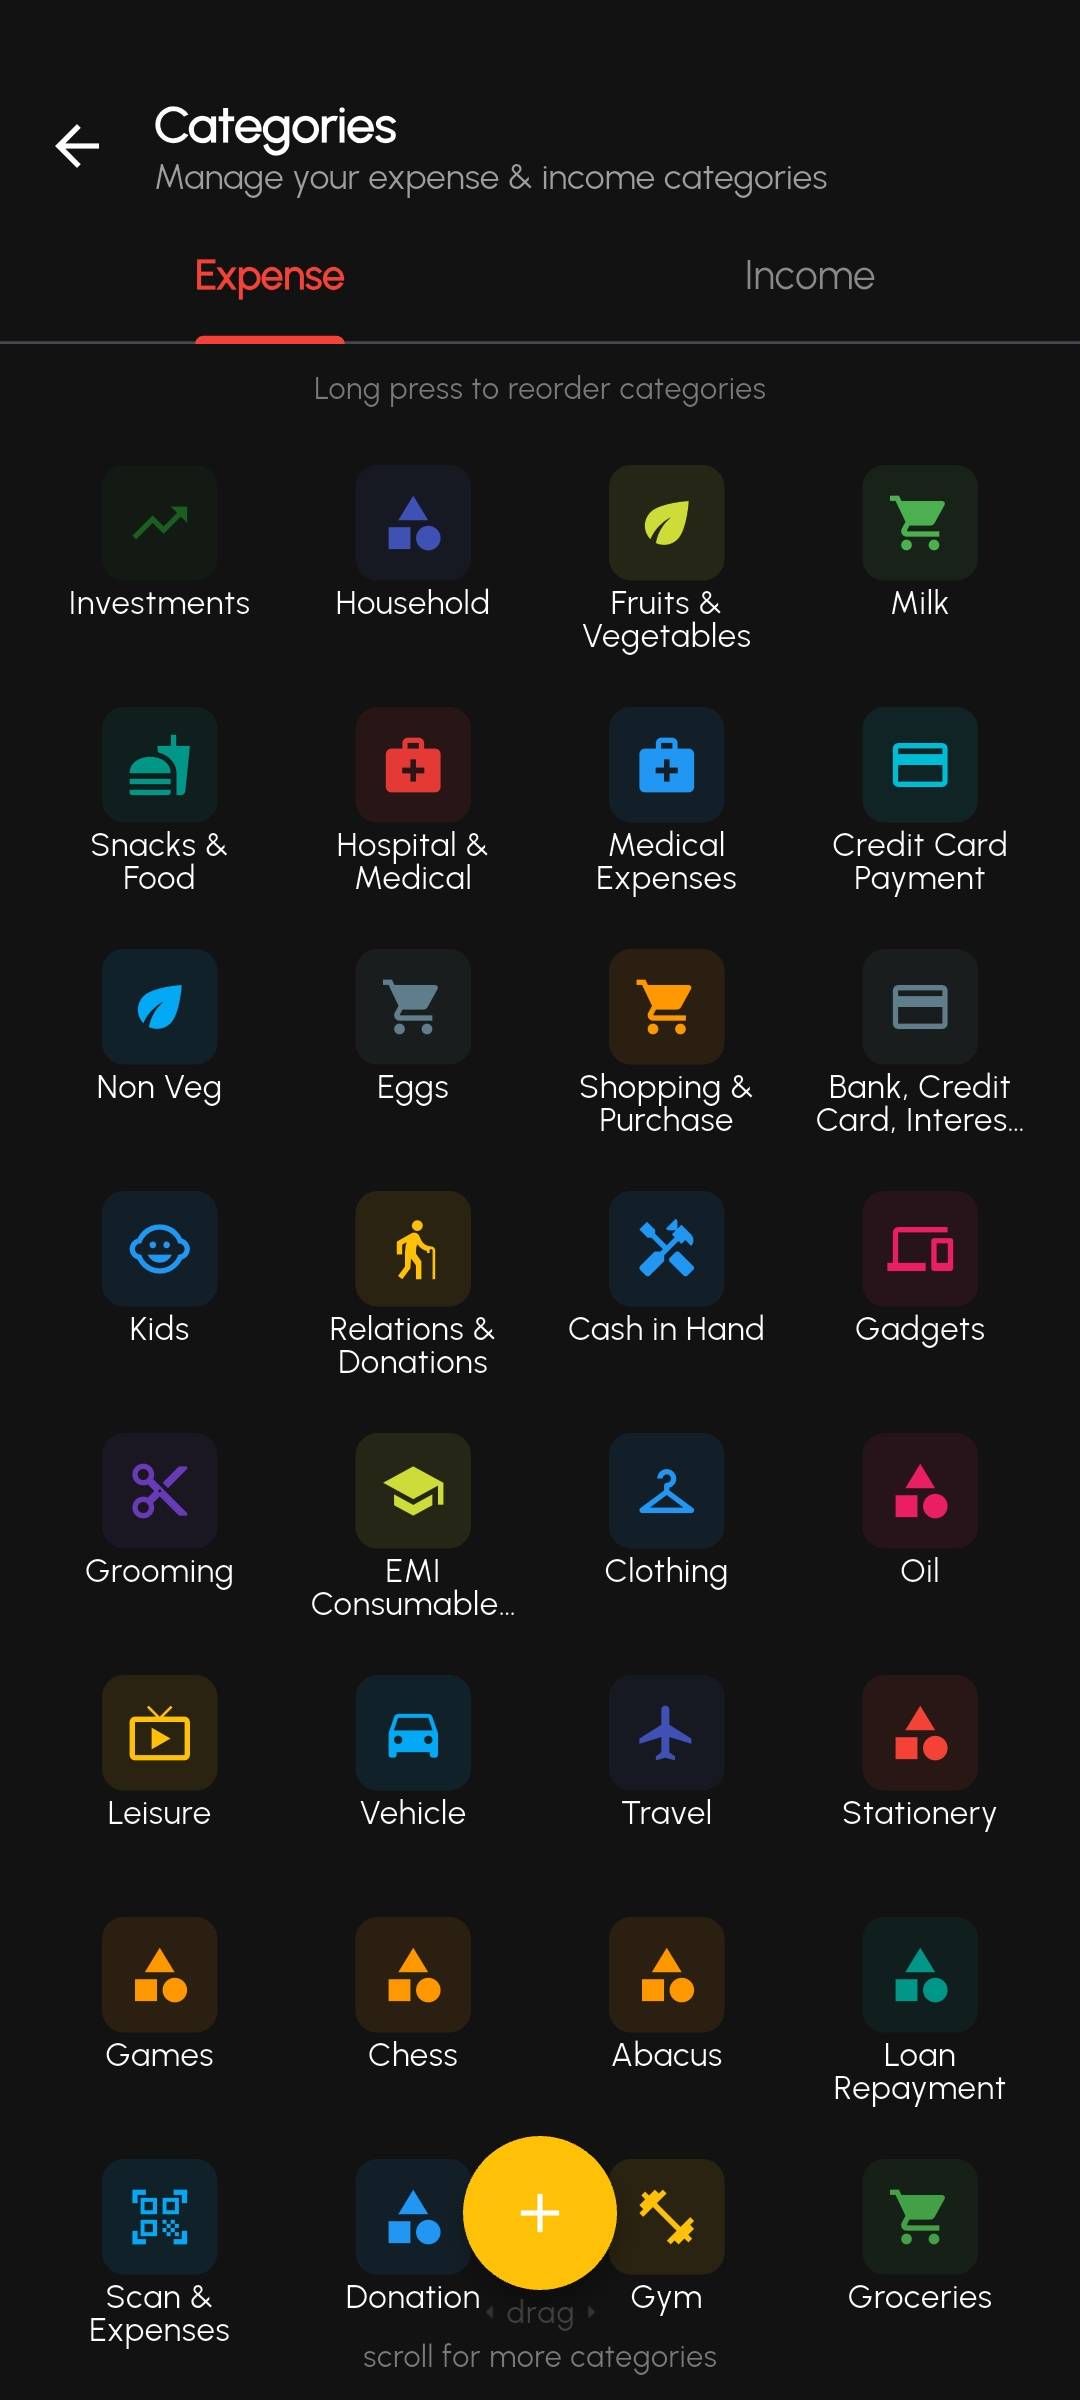 Categories
Manage your expense & income categories
Expense
Income
Long press to reorder categories
Investments
Household
Fruits &
Vegetables
Milk
Snacks &
Food
Hospital &
Medical
Medical
Expenses
Credit Card
Payment
Non Veg
Eggs
Shopping &
Purchase
Bank, Credit
Card, Interes...
Kids
Relations &
Donations
Cash in Hand
Gadgets
Grooming
EMI
Consumable...
Clothing
Oil
Leisure
Vehicle
Travel
Stationery
Games
Chess
Abacus
Loan
Repayment
Scan &
Expenses
Donation
Gym
Groceries
drag
scroll for more categories